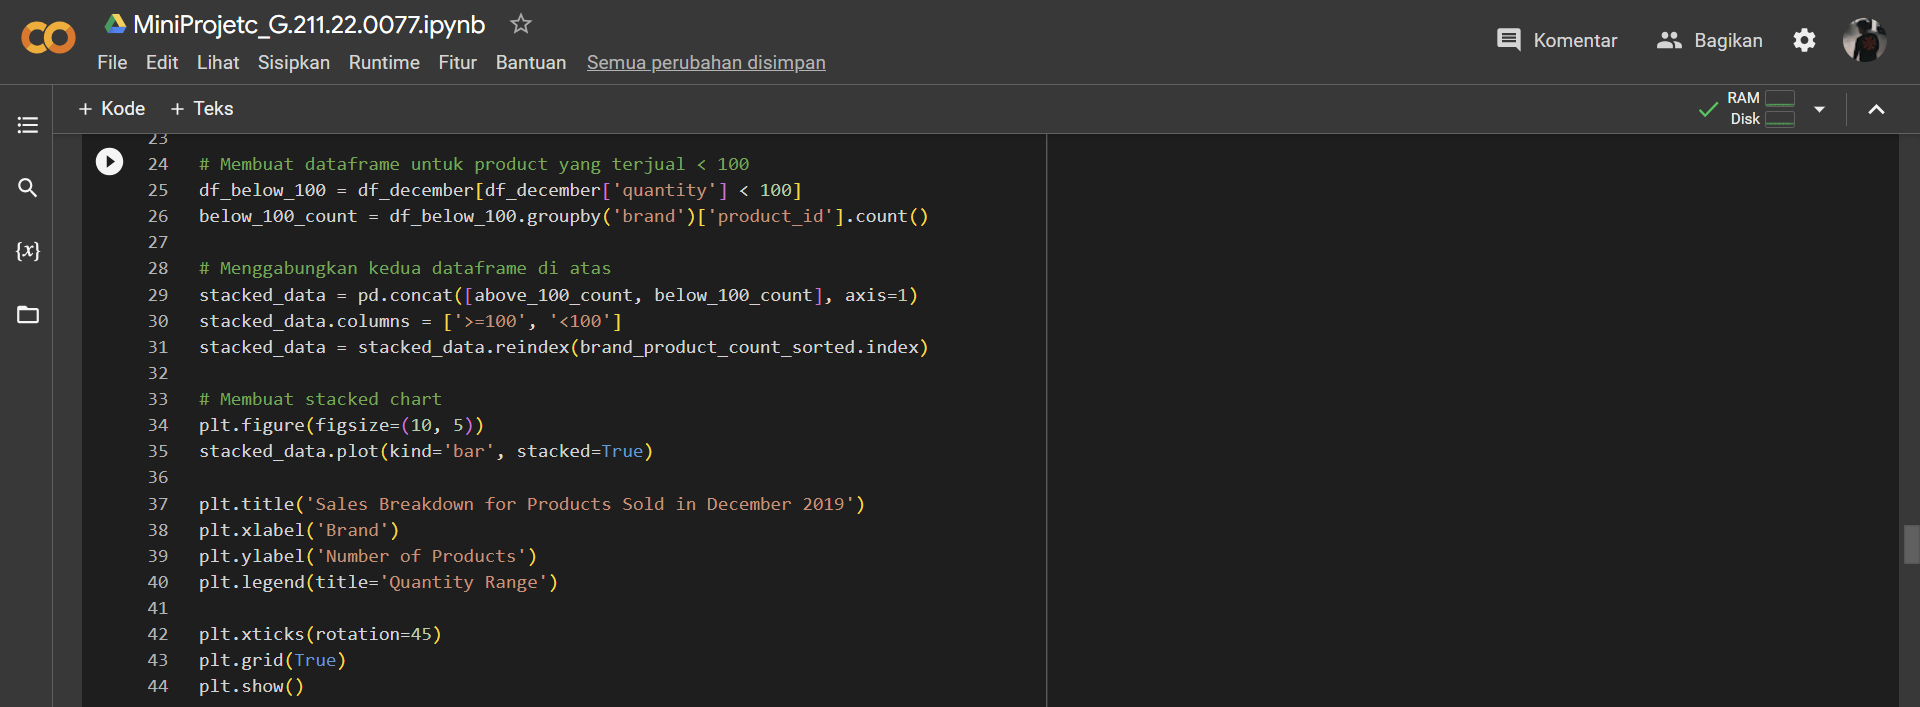 MiniProjetc_G.211.22.0077.ipynb
File Edit Lihat Sisipkan Runtime Fitur Bantuan Semua perubahan disimpan
Komentar Bagikan
+ Kode + Teks
RAM
Disk
{x}
23
24 # Membuat dataframe untuk product yang terjual < 100
25 df_below_100 = df_december[df_december['quantity'] < 100]
26 below_100_count = df_below_100.groupby('brand')['product_id'].count()
27
28 # Menggabungkan kedua dataframe di atas
29 stacked_data = pd.concat([above_100_count, below_100_count], axis=1)
30 stacked_data.columns = ['>=100', '<100']
31 stacked_data = stacked_data.reindex(brand_product_count_sorted.index)
32
33 # Membuat stacked chart
34 plt.figure(figsize=(10, 5))
35 stacked_data.plot(kind='bar', stacked=True)
36
37 plt.title('Sales Breakdown for Products Sold in December 2019')
38 plt.xlabel('Brand')
39 plt.ylabel('Number of Products')
40 plt.legend(title='Quantity Range')
41
42 plt.xticks(rotation=45)
43 plt.grid(True)
44 plt.show()